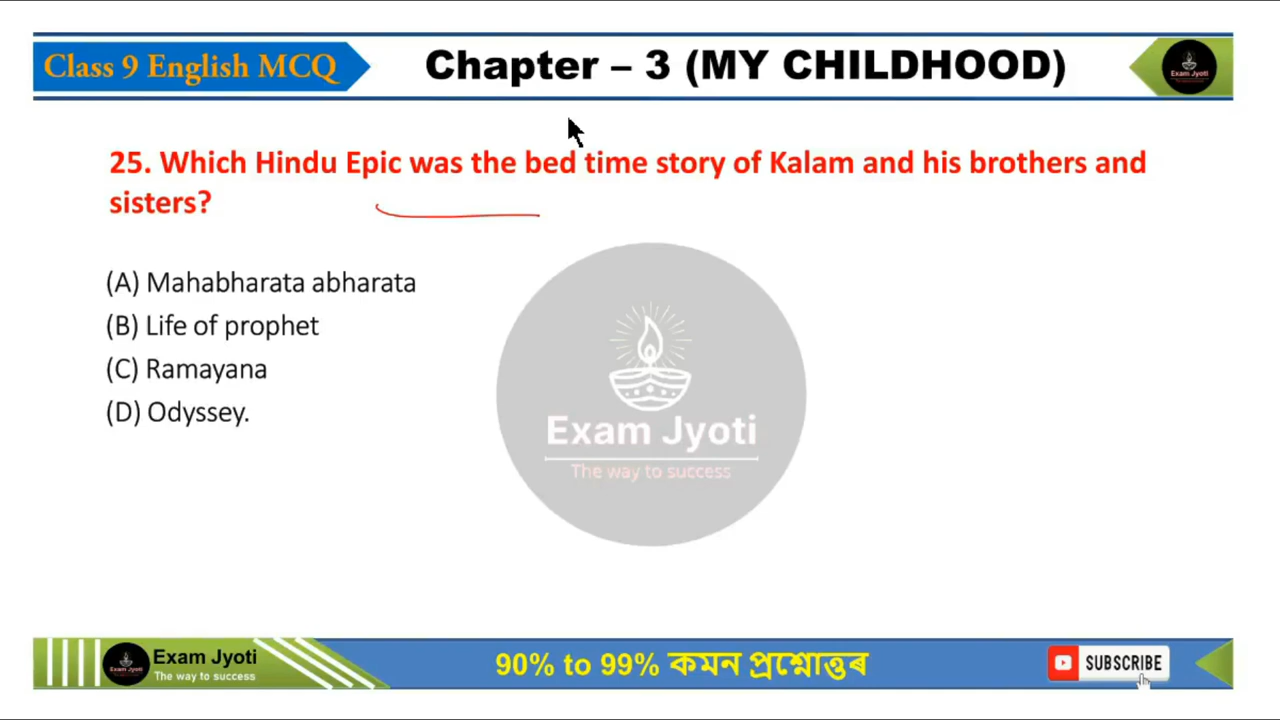 Class 9 English MCQ
Chapter – 3 (MY CHILDHOOD)
Exam Jyoti
25. Which Hindu Epic was the bed time story of Kalam and his brothers and
sisters?
(A) Mahabharata abharata
(B) Life of prophet
(C) Ramayana
(D) Odyssey.
Exam Jyoti
The way to success
Exam Jyoti
The way to success
90% to 99% কমন প্ৰশ্নোত্তৰ
SUBSCRIBE